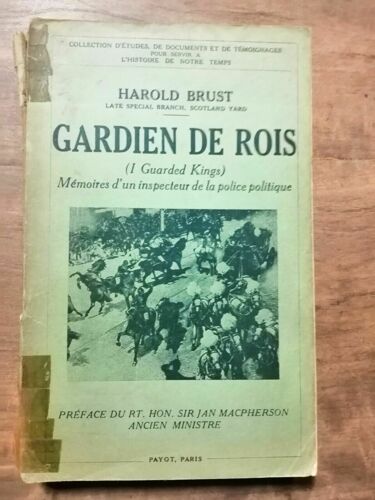 COLLECTION D'ÉTUDES, DE DOCUMENTS ET DE TÉMOIGNAGES
POUR SERVIR A
L'HISTOIRE DE NOTRE TEMPS
HAROLD BRUST
LATE SPECIAL BRANCH, SCOTLAND YARD
GARDIEN DE ROIS
(I Guarded Kings)
Mémoires d'un inspecteur de la police politique
PRÉFACE DU RT. HON. SIR JAN MACPHERSON
ANCIEN MINISTRE
PAYOT, PARIS